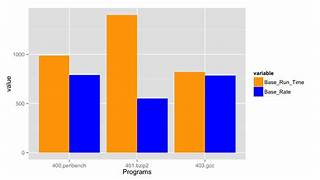 1000
500
0
value
400.perlbench
401.bzip2
403.gcc
Programs
variable
Base_Run_Time
Base_Rate